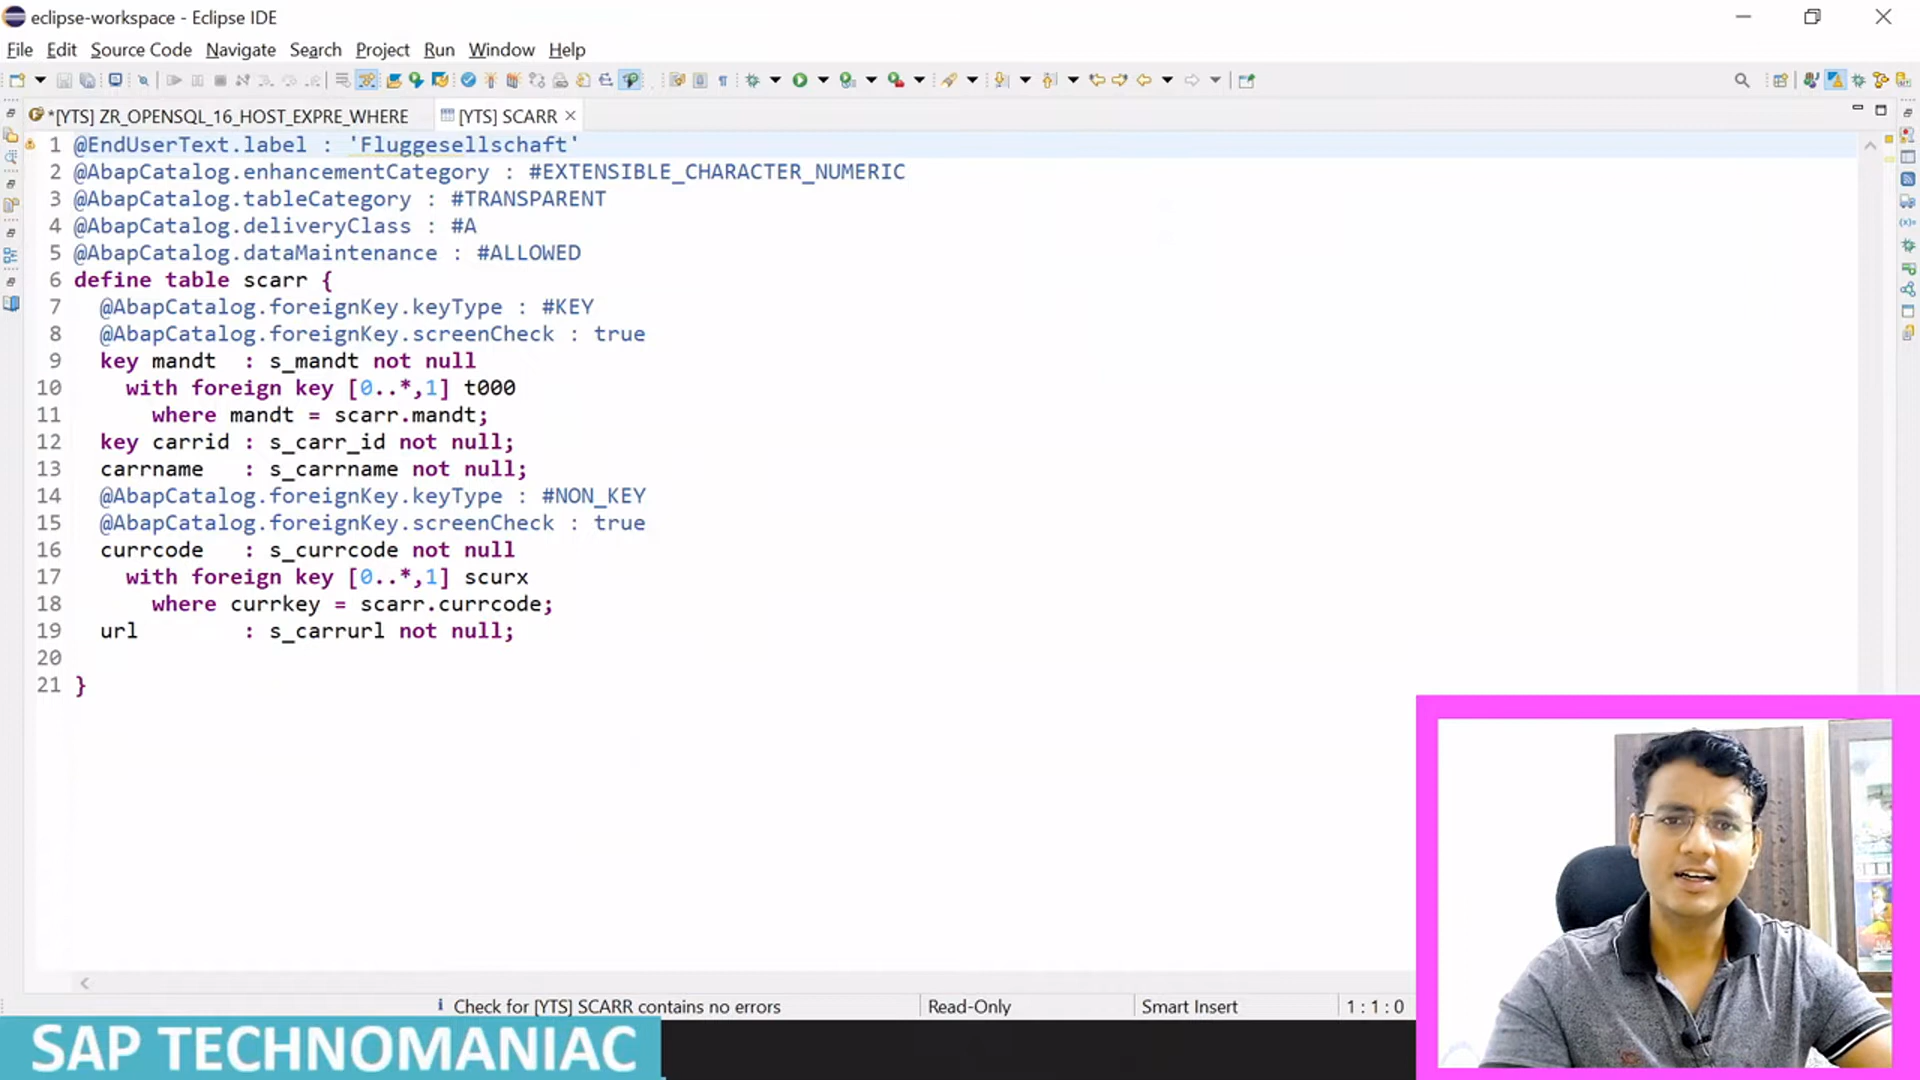 eclipse-workspace - Eclipse IDE
File Edit Source Code Navigate Search Project Run Window Help
*[YTS] ZR_OPENSQL_16_HOST_EXPRE_WHERE [YTS] SCARR
1 @EndUserText.label : 'Fluggesellschaft'
2 @AbapCatalog.enhancementCategory : #EXTENSIBLE_CHARACTER_NUMERIC
3 @AbapCatalog.tableCategory : #TRANSPARENT
4 @AbapCatalog.deliveryClass : #A
5 @AbapCatalog.dataMaintenance : #ALLOWED
6 define table scarr {
7 @AbapCatalog.foreignKey.keyType : #KEY
8 @AbapCatalog.foreignKey.screenCheck : true
9 key mandt : s_mandt not null
10 with foreign key [0..*,1] t000
11 where mandt = scarr.mandt;
12 key carrid : s_carr_id not null;
13 carrname : s_carrname not null;
14 @AbapCatalog.foreignKey.keyType : #NON_KEY
15 @AbapCatalog.foreignKey.screenCheck : true
16 currcode : s_currcode not null
17 with foreign key [0..*,1] scurx
18 where currkey = scarr.currcode;
19 url : s_carrurl not null;
20
21 }
Check for [YTS] SCARR contains no errors Read-Only Smart Insert 1 : 1 : 0
SAP TECHNOMANIAC